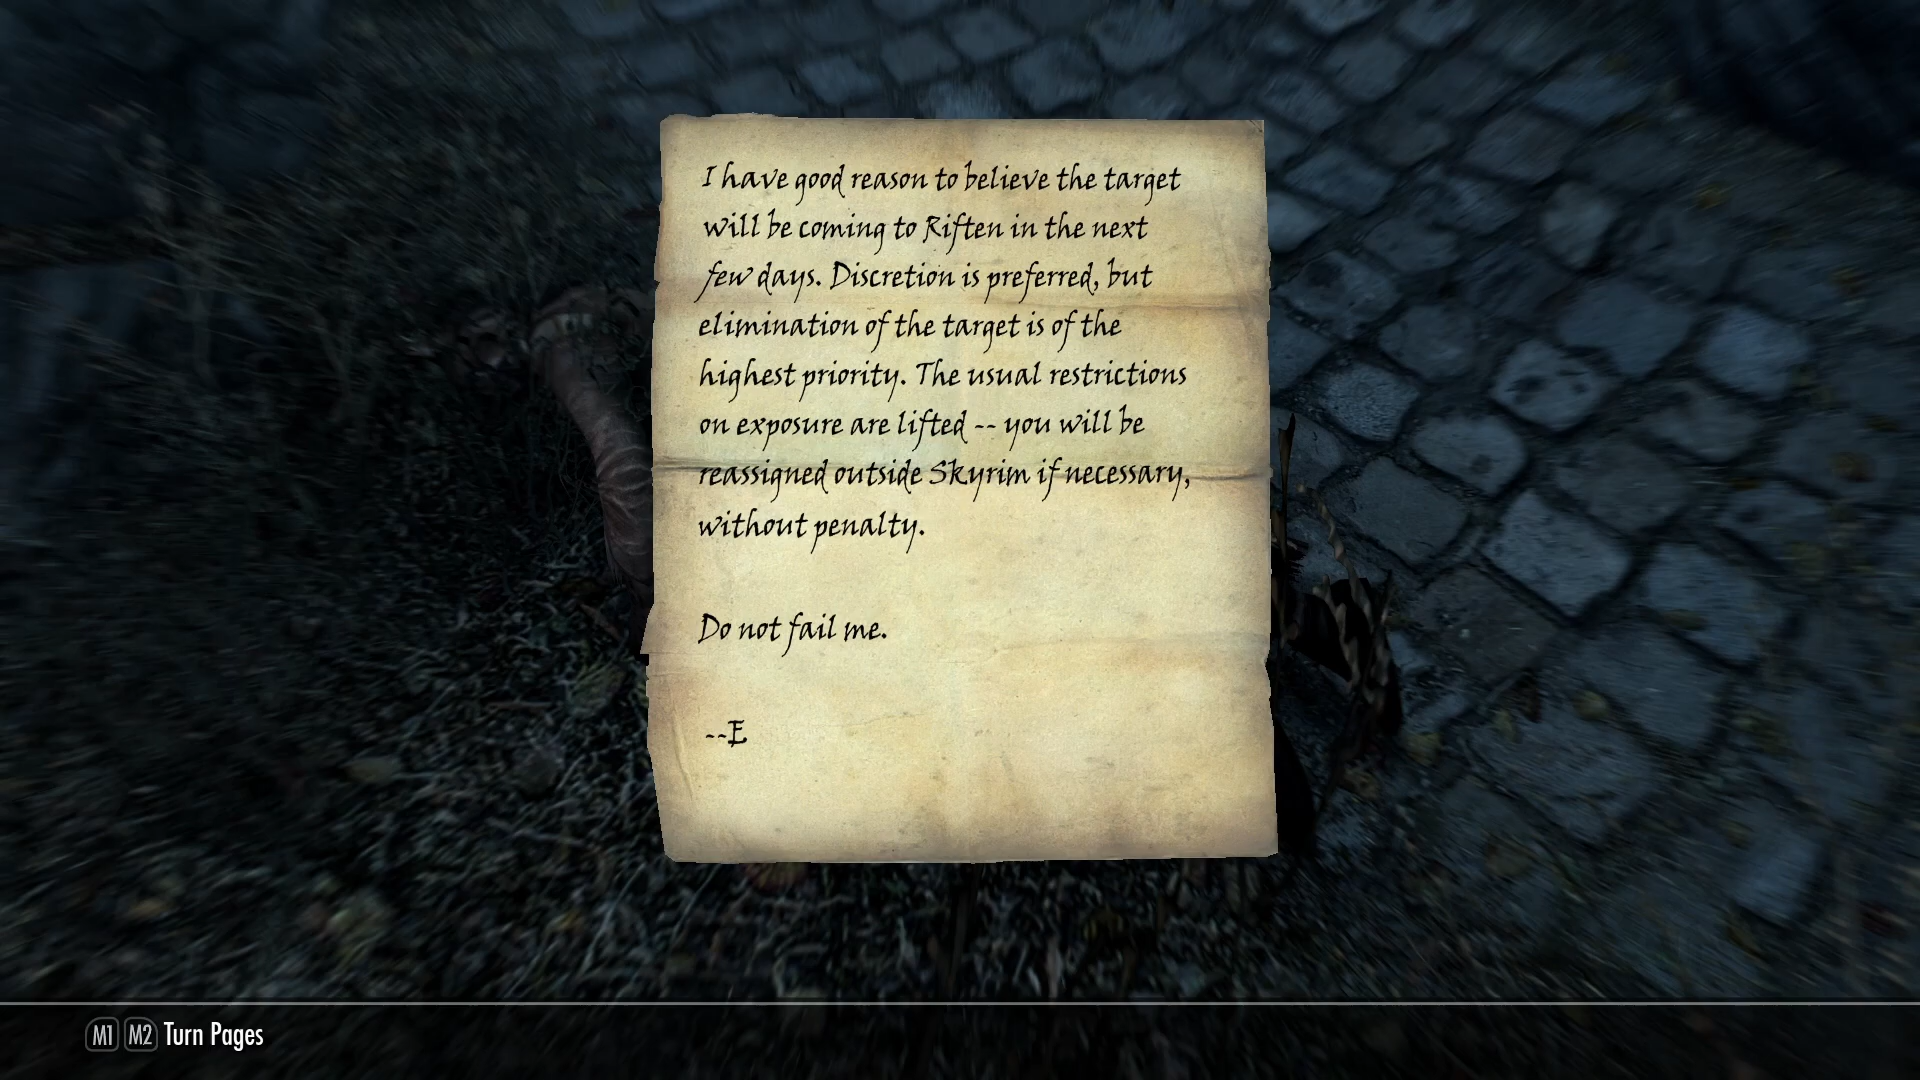 I have good reason to believe the target
will be coming to Riften in the next
few days. Discretion is preferred, but
elimination of the target is of the
highest priority. The usual restrictions
on exposure are lifted -- you will be
reassigned outside Skyrim if necessary,
without penalty.
Do not fail me.
--E
M1 M2 Turn Pages